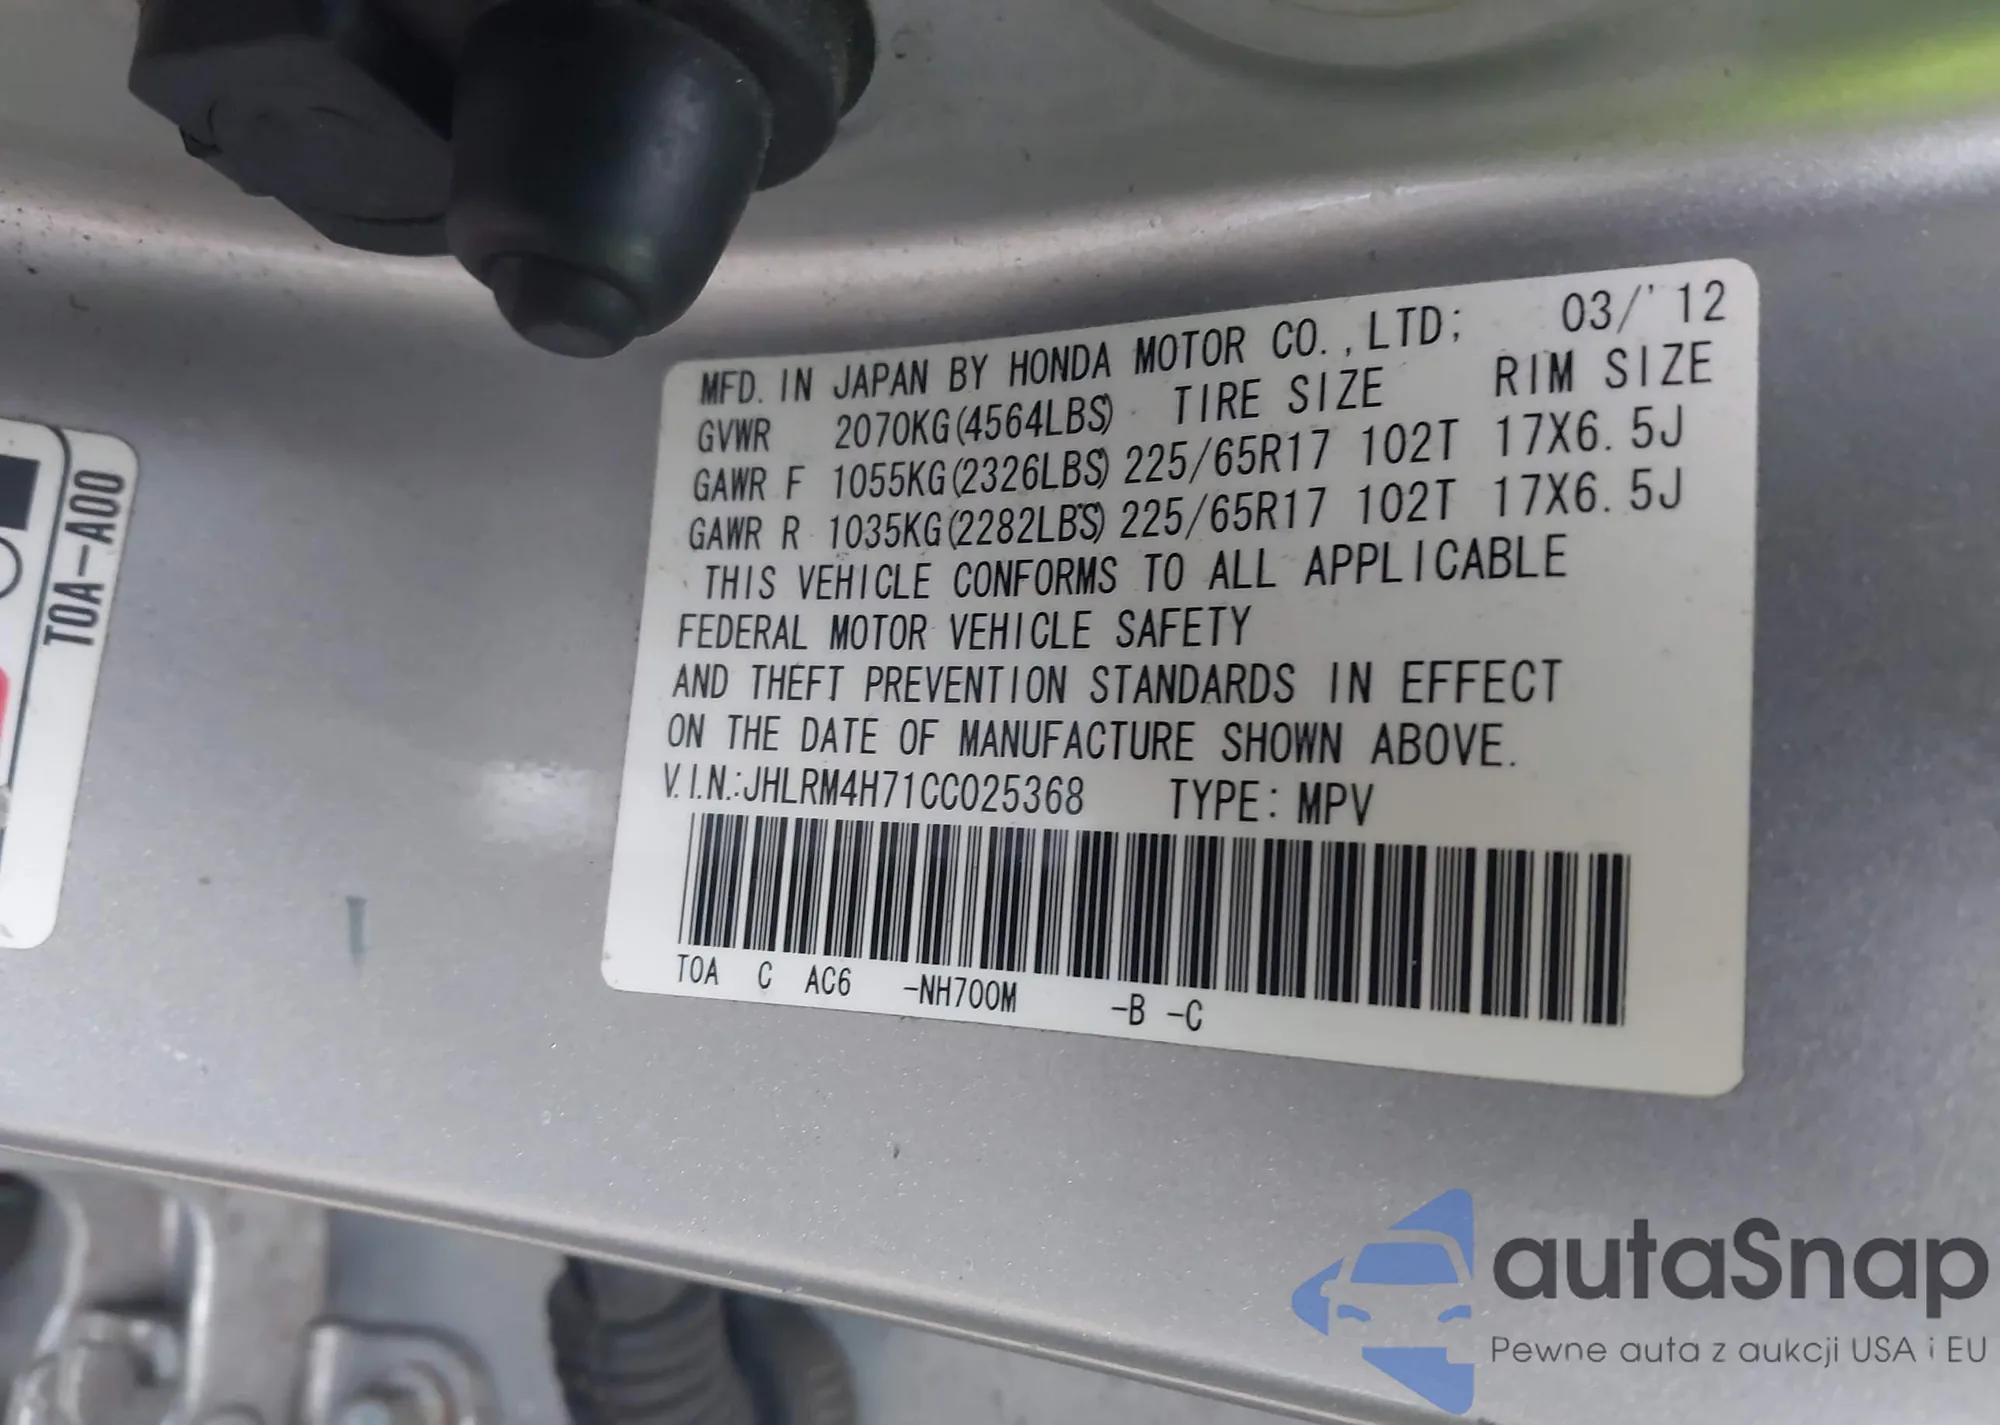 MFD. IN JAPAN BY HONDA MOTOR CO.,LTD; 03/'12
GVWR 2070KG(4564LBS) TIRE SIZE RIM SIZE
GAWR F 1055KG(2326LBS) 225/65R17 102T 17X6.5J
GAWR R 1035KG(2282LBS) 225/65R17 102T 17X6.5J
THIS VEHICLE CONFORMS TO ALL APPLICABLE
FEDERAL MOTOR VEHICLE SAFETY
AND THEFT PREVENTION STANDARDS IN EFFECT
ON THE DATE OF MANUFACTURE SHOWN ABOVE.
V.I.N.:JHLRM4H71CC025368 TYPE: MPV
T0A C AC6 -NH700M -B -C
T0A-A00
autaSnap
Pewne auta z aukcji USA i EU